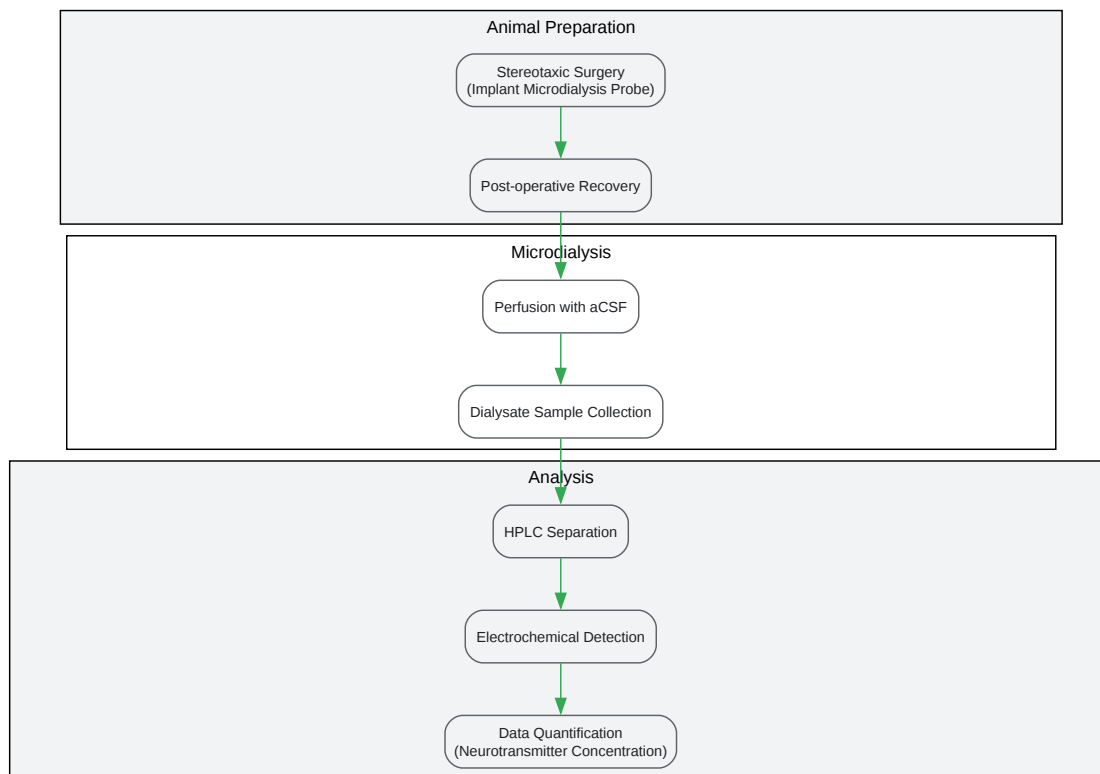 Animal Preparation
Stereotaxic Surgery
(Implant Microdialysis Probe)
Post-operative Recovery
Microdialysis
Perfusion with aCSF
Dialysate Sample Collection
Analysis
HPLC Separation
Electrochemical Detection
Data Quantification
(Neurotransmitter Concentration)